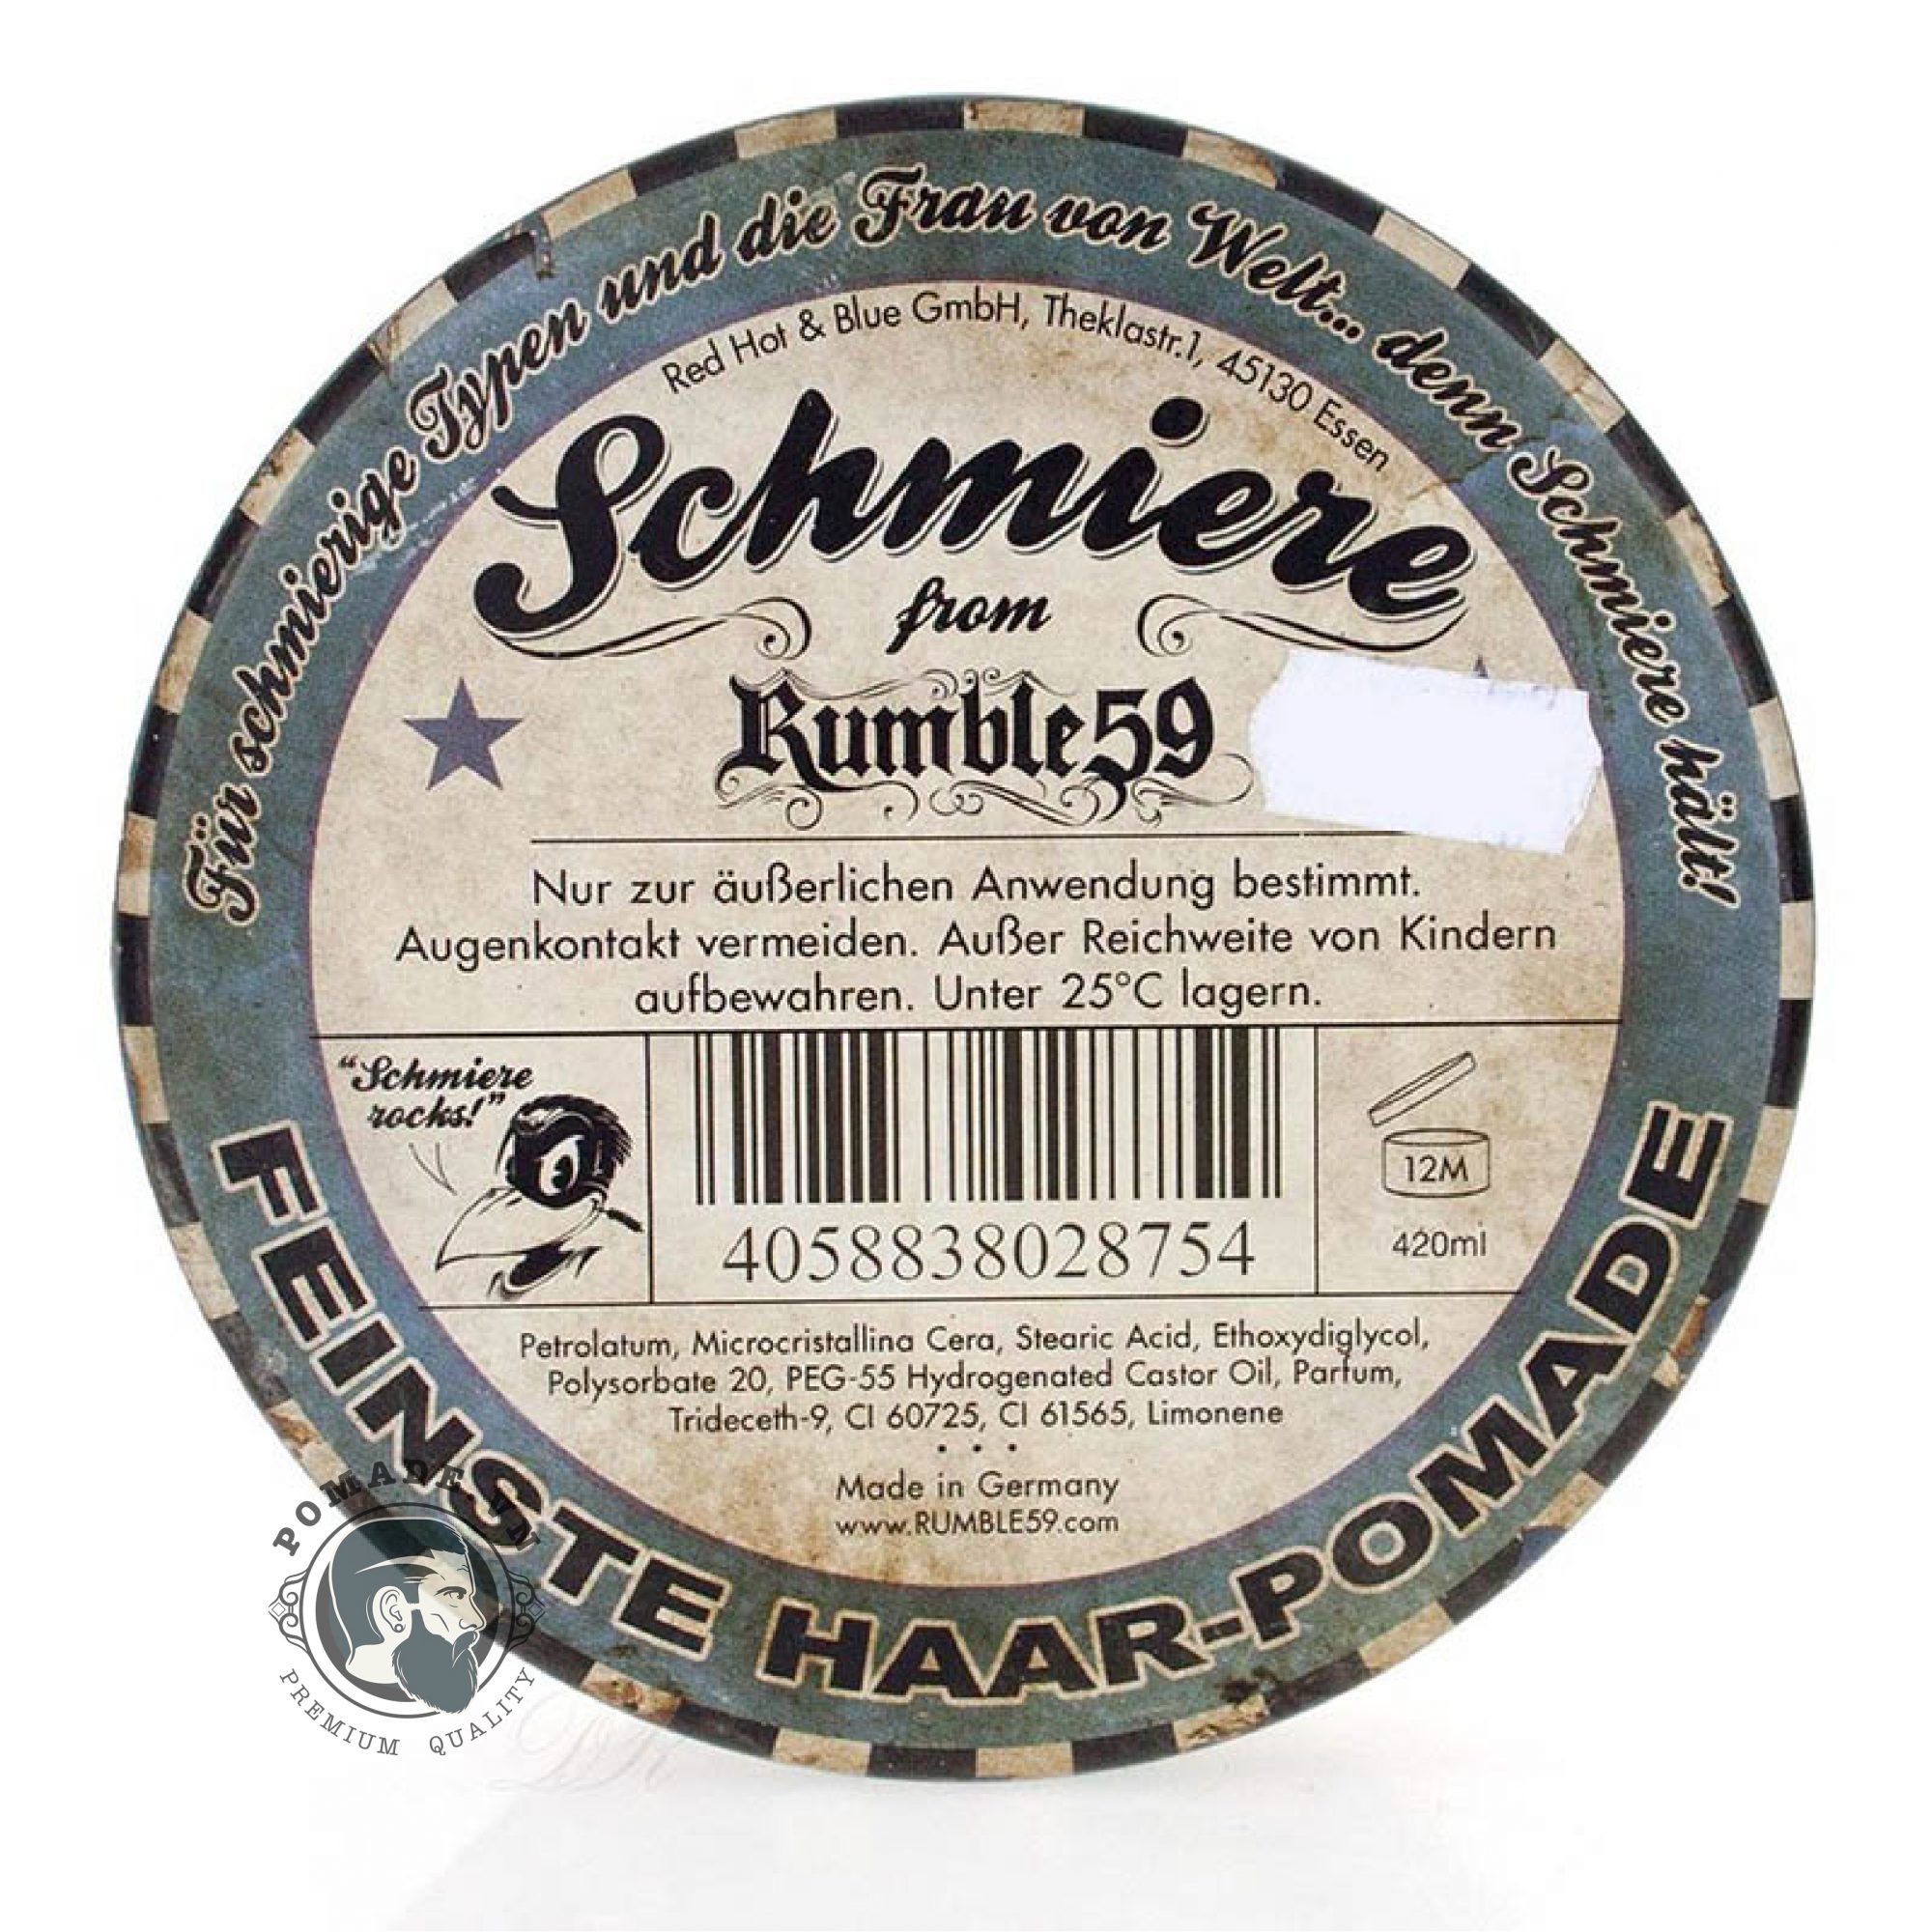 Für schmierige Typen und die Frau von Welt... denn Schmiere hält!
Red Hot & Blue GmbH, Theklastr.1, 45130 Essen
Schmiere
from
Rumble59
Nur zur äußerlichen Anwendung bestimmt.
Augenkontakt vermeiden. Außer Reichweite von Kindern
aufbewahren. Unter 25°C lagern.
"Schmiere
rocks!"
4058838028754
12M
420ml
Petrolatum, Microcristallina Cera, Stearic Acid, Ethoxydiglycol,
Polysorbate 20, PEG-55 Hydrogenated Castor Oil, Parfum,
Trideceth-9, CI 60725, CI 61565, Limonene
Made in Germany
www.RUMBLE59.com
FEINSTE HAAR-POMADE
POMADE
PREMIUM QUALITY